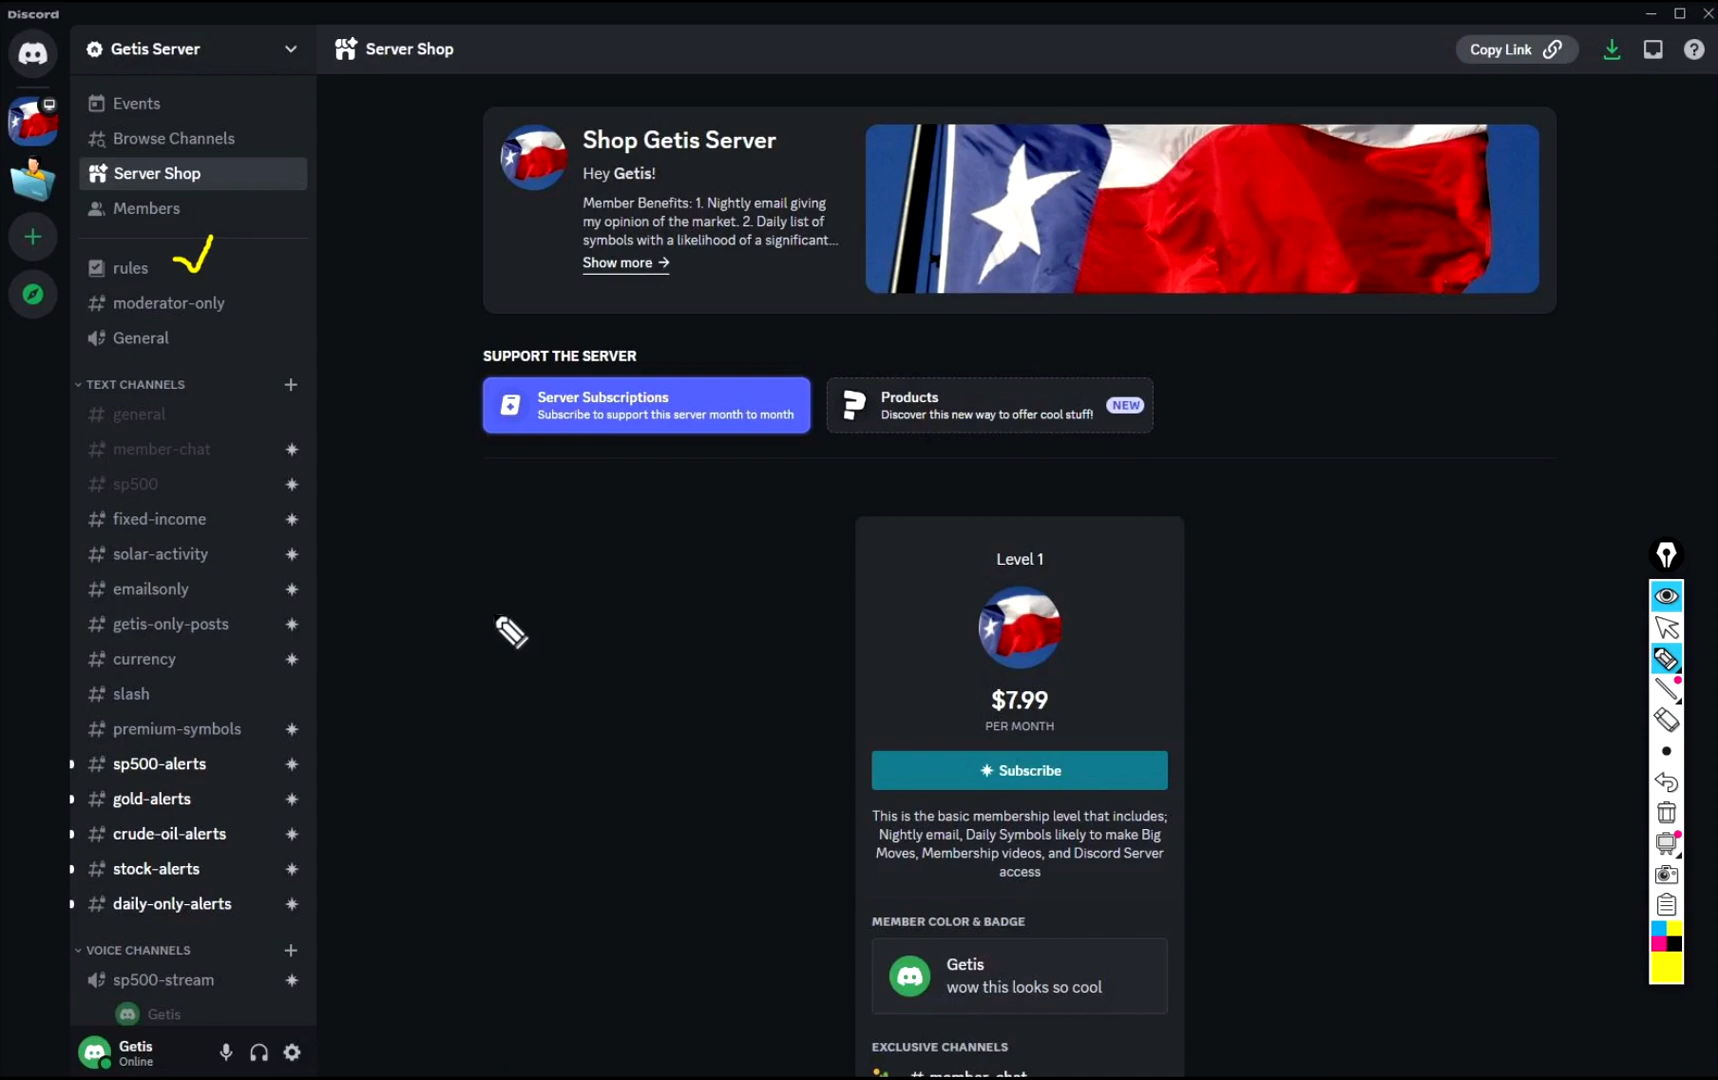 Discord
Getis Server
Server Shop
Copy Link
Events
Browse Channels
Server Shop
Members
rules
moderator-only
General
TEXT CHANNELS
general
member-chat
sp500
fixed-income
solar-activity
emailsonly
getis-only-posts
currency
slash
premium-symbols
sp500-alerts
gold-alerts
crude-oil-alerts
stock-alerts
daily-only-alerts
VOICE CHANNELS
sp500-stream
Getis
Getis
Online
Shop Getis Server
Hey Getis!
Member Benefits: 1. Nightly email giving
my opinion of the market. 2. Daily list of
symbols with a likelihood of a significant...
Show more →
SUPPORT THE SERVER
Server Subscriptions
Subscribe to support this server month to month
Products
Discover this new way to offer cool stuff!
NEW
Level 1
$7.99
PER MONTH
Subscribe
This is the basic membership level that includes;
Nightly email, Daily Symbols likely to make Big
Moves, Membership videos, and Discord Server
access
MEMBER COLOR & BADGE
Getis
wow this looks so cool
EXCLUSIVE CHANNELS
# member-chat